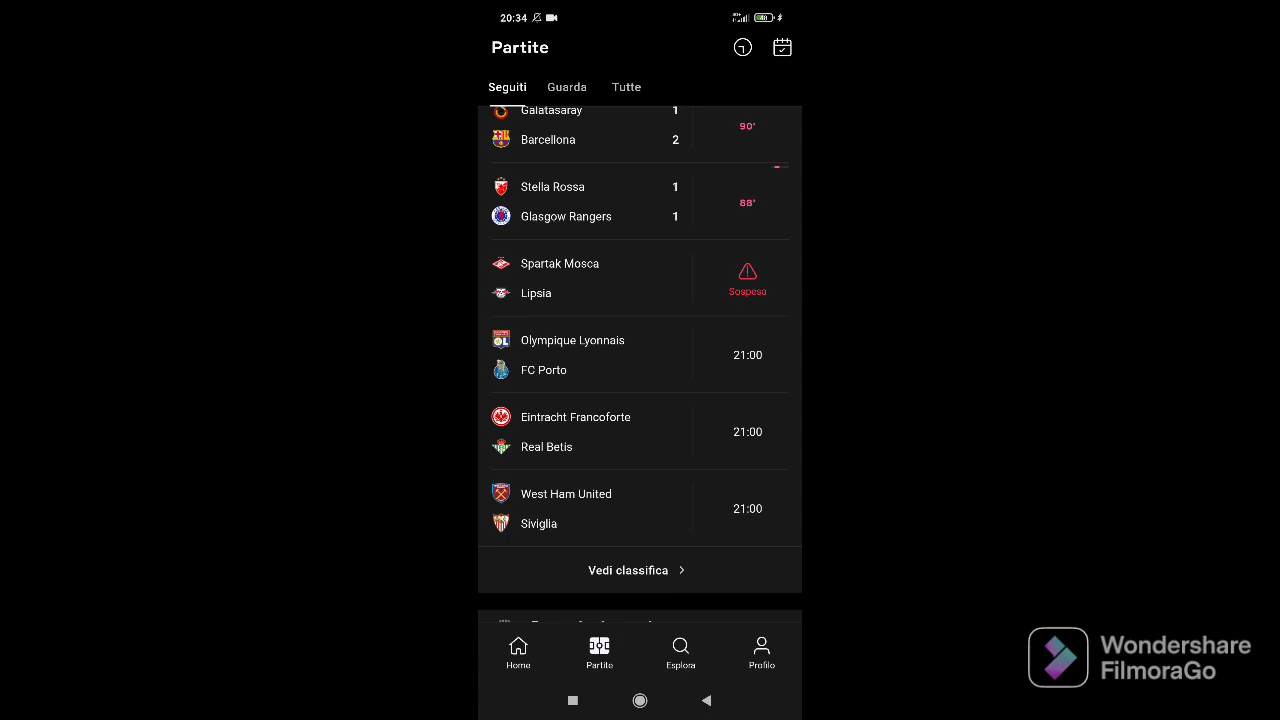 20:34
Partite
Seguiti Guarda Tutte
Galatasaray 1
90'
Barcellona 2
Stella Rossa 1
88'
Glasgow Rangers 1
Spartak Mosca
Sospesa
Lipsia
Olympique Lyonnais
21:00
FC Porto
Eintracht Francoforte
21:00
Real Betis
West Ham United
21:00
Siviglia
Vedi classifica
Home Partite Esplora Profilo
Wondershare
FilmoraGo